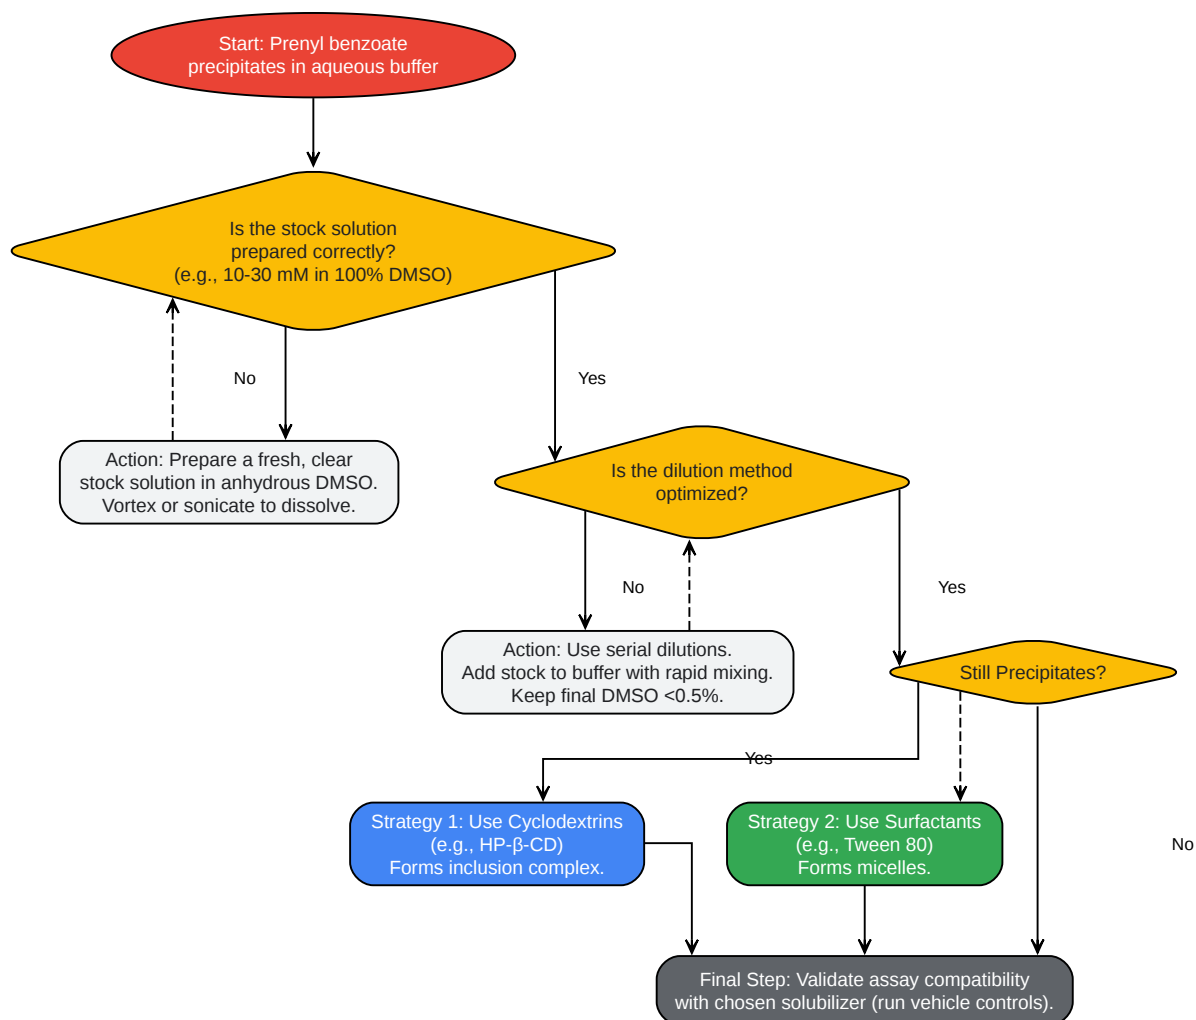 Start: Prenyl benzoate
precipitates in aqueous buffer
Is the stock solution
prepared correctly?
(e.g., 10-30 mM in 100% DMSO)
No
Yes
Action: Prepare a fresh, clear
stock solution in anhydrous DMSO.
Vortex or sonicate to dissolve.
Is the dilution method
optimized?
No
Yes
Action: Use serial dilutions.
Add stock to buffer with rapid mixing.
Keep final DMSO <0.5%.
Still Precipitates?
Yes
Strategy 1: Use Cyclodextrins
(e.g., HP-β-CD)
Forms inclusion complex.
Strategy 2: Use Surfactants
(e.g., Tween 80)
Forms micelles.
No
Final Step: Validate assay compatibility
with chosen solubilizer (run vehicle controls).